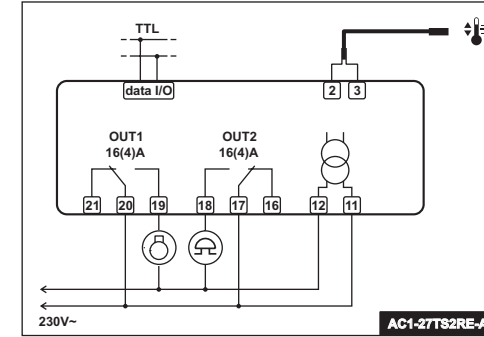 TTL
data I/O
2 3
OUT1 OUT2
16(4)A 16(4)A
21 20 19 18 17 16 12 11
230V~
AC1-27TS2RE-A